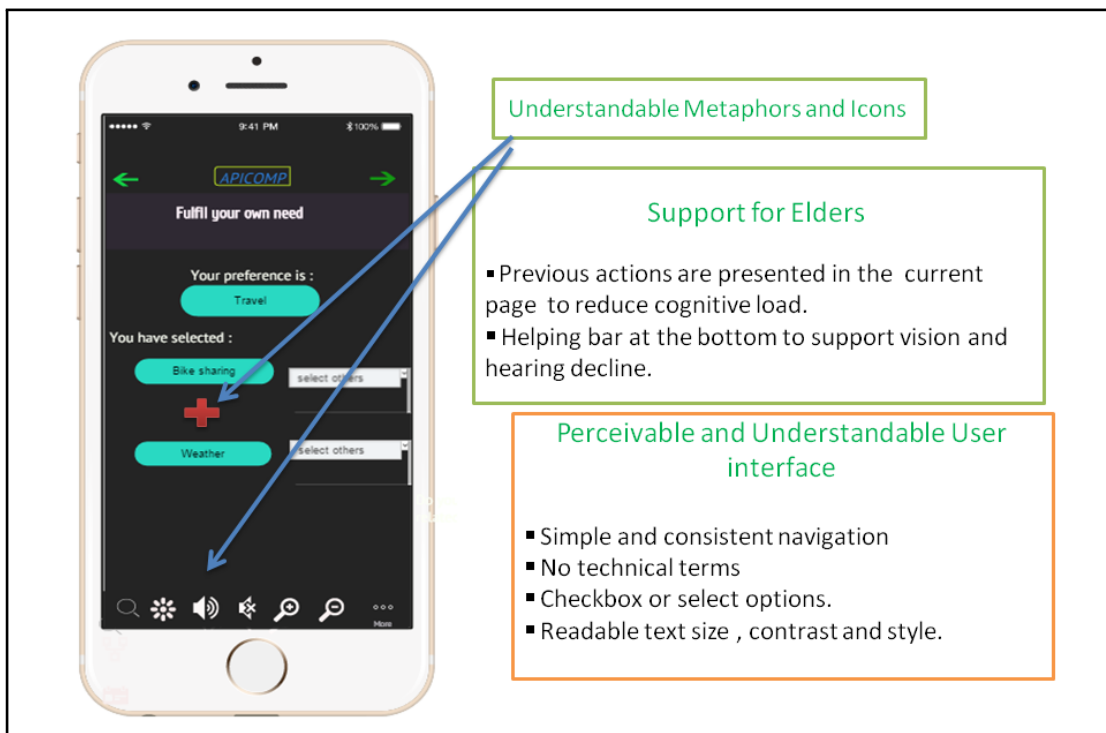 9:41 PM
100%
APICOMP
Fulfil your own need
Your preference is :
Travel
You have selected :
Bike sharing
select others
Weather
select others
More
Understandable Metaphors and Icons
Support for Elders
▪ Previous actions are presented in the current
page to reduce cognitive load.
▪ Helping bar at the bottom to support vision and
hearing decline.
Perceivable and Understandable User
interface
▪ Simple and consistent navigation
▪ No technical terms
▪ Checkbox or select options.
▪ Readable text size , contrast and style.